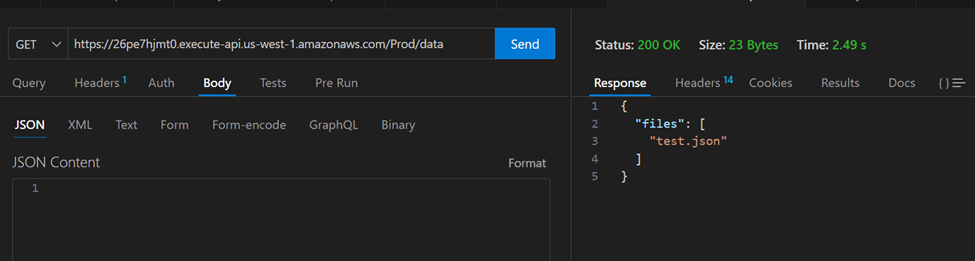 GET https://26pe7hjmt0.execute-api.us-west-1.amazonaws.com/Prod/data Send
Query Headers 1 Auth Body Tests Pre Run
JSON XML Text Form Form-encode GraphQL Binary
JSON Content Format
1
Status: 200 OK Size: 23 Bytes Time: 2.49 s
Response Headers 14 Cookies Results Docs { }
1 {
2 "files": [
3 "test.json"
4 ]
5 }